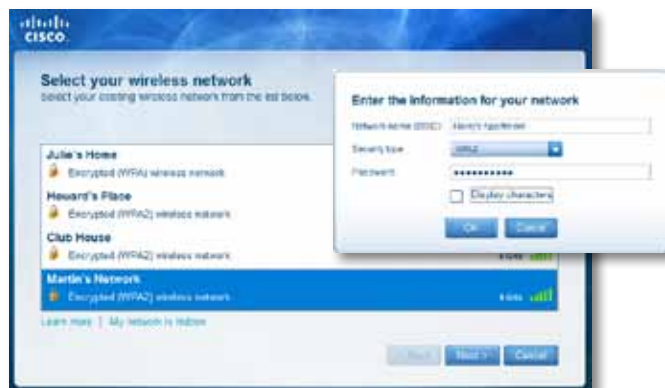 CISCO
Select your wireless network
Select your existing wireless network from the list below.
Julie's Home
Encrypted (WPA) wireless network
Howard's Place
Encrypted (WPA2) wireless network
Club House
Encrypted (WPA2) wireless network
Martin's Network
Encrypted (WPA2) wireless network
Learn more | My network is hidden
Next > Cancel
Enter the information for your network
Network name (SSID)
Security type WPA2
Password ••••••••••
Display characters
OK Cancel